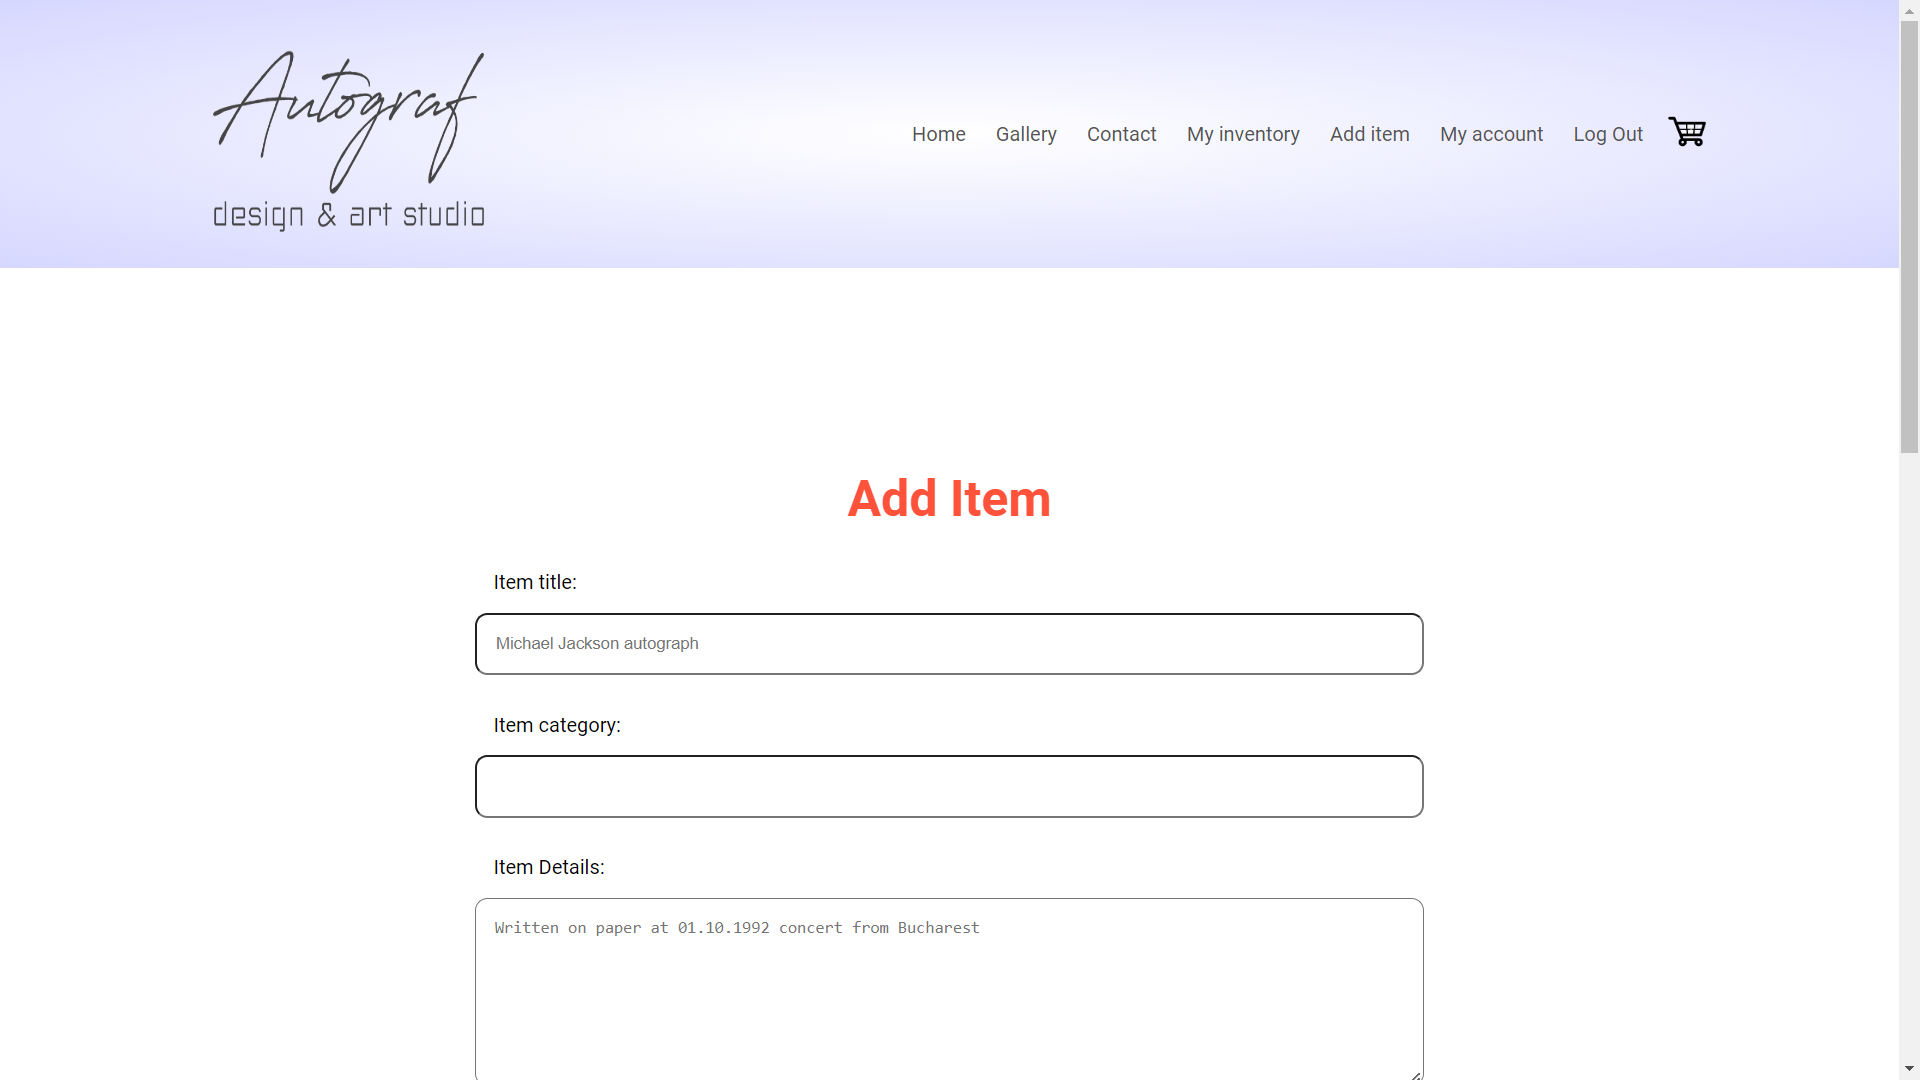 Autograf
design & art studio
Home Gallery Contact My inventory Add item My account Log Out
Add Item
Item title:
Michael Jackson autograph
Item category:
Item Details:
Written on paper at 01.10.1992 concert from Bucharest